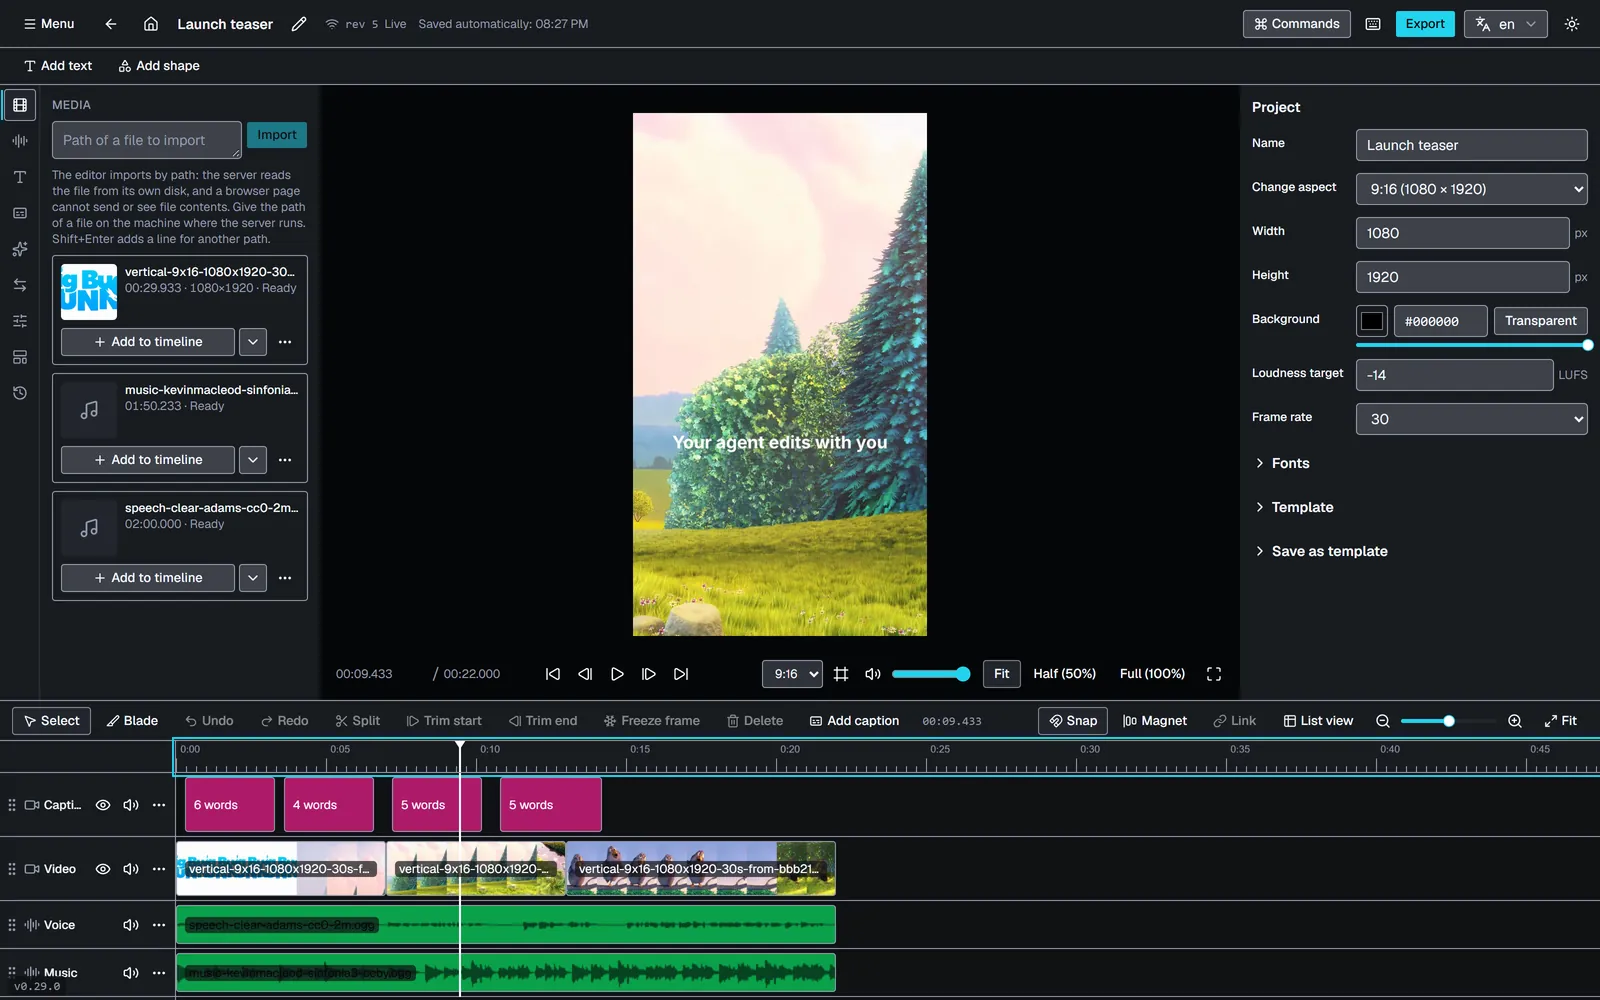 Menu
Launch teaser
rev 5 Live
Saved automatically: 08:27 PM
Commands
Export
en
Add text
Add shape
MEDIA
Path of a file to import
Import
The editor imports by path: the server reads
the file from its own disk, and a browser page
cannot send or see file contents. Give the path
of a file on the machine where the server runs.
Shift+Enter adds a line for another path.
vertical-9x16-1080x1920-30...
00:29.933 · 1080×1920 · Ready
Add to timeline
music-kevinmacleod-sinfonia...
01:50.233 · Ready
Add to timeline
speech-clear-adams-cc0-2m...
02:00.000 · Ready
Add to timeline
Your agent edits with you
00:09.433 / 00:22.000
9:16
Fit
Half (50%)
Full (100%)
Project
Name
Launch teaser
Change aspect
9:16 (1080 × 1920)
Width
1080
px
Height
1920
px
Background
#000000
Transparent
Loudness target
-14
LUFS
Frame rate
30
Fonts
Template
Save as template
Select
Blade
Undo
Redo
Split
Trim start
Trim end
Freeze frame
Delete
Add caption
00:09.433
Snap
Magnet
Link
List view
Fit
0:00 0:05 0:10 0:15 0:20 0:25 0:30 0:35 0:40 0:45
Capti...
6 words
4 words
5 words
5 words
Video
vertical-9x16-1080x1920-30s-f...
vertical-9x16-1080x1920-...
vertical-9x16-1080x1920-30s-from-bbb21...
Voice
speech-clear-adams-cc0-2m.ogg
Music
music-kevinmacleod-sinfonia3-ccby.ogg
v0.29.0